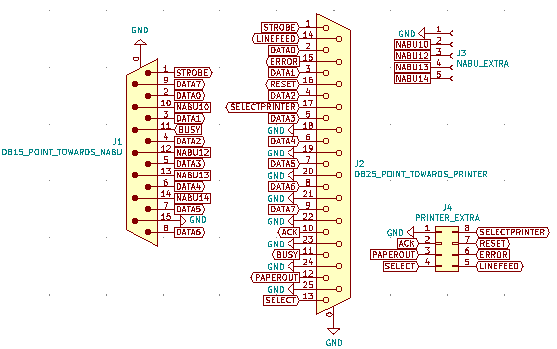 GND
J1
DB15_POINT_TOWARDS_NABU
0
1 STROBE
9 DATA7
2 DATA0
10 NABU10
3 DATA1
11 BUSY
4 DATA2
12 NABU12
5 DATA3
13 NABU13
6 DATA4
14 NABU14
7 DATA5
15 GND
8 DATA6
STROBE 1
LINEFEED 14
DATA0 2
ERROR 15
DATA1 3
RESET 16
DATA2 4
SELECTPRINTER 17
DATA3 5
GND 18
DATA4 6
GND 19
DATA5 7
GND 20
DATA6 8
GND 21
DATA7 9
GND 22
ACK 10
GND 23
BUSY 11
GND 24
PAPEROUT 12
GND 25
SELECT 13
0
GND
J2
DB25_POINT_TOWARDS_PRINTER
GND 1
NABU10 2
NABU12 3
NABU13 4
NABU14 5
J3
NABU_EXTRA
J4
PRINTER_EXTRA
GND 1 8 SELECTPRINTER
ACK 2 7 RESET
PAPEROUT 3 6 ERROR
SELECT 4 5 LINEFEED